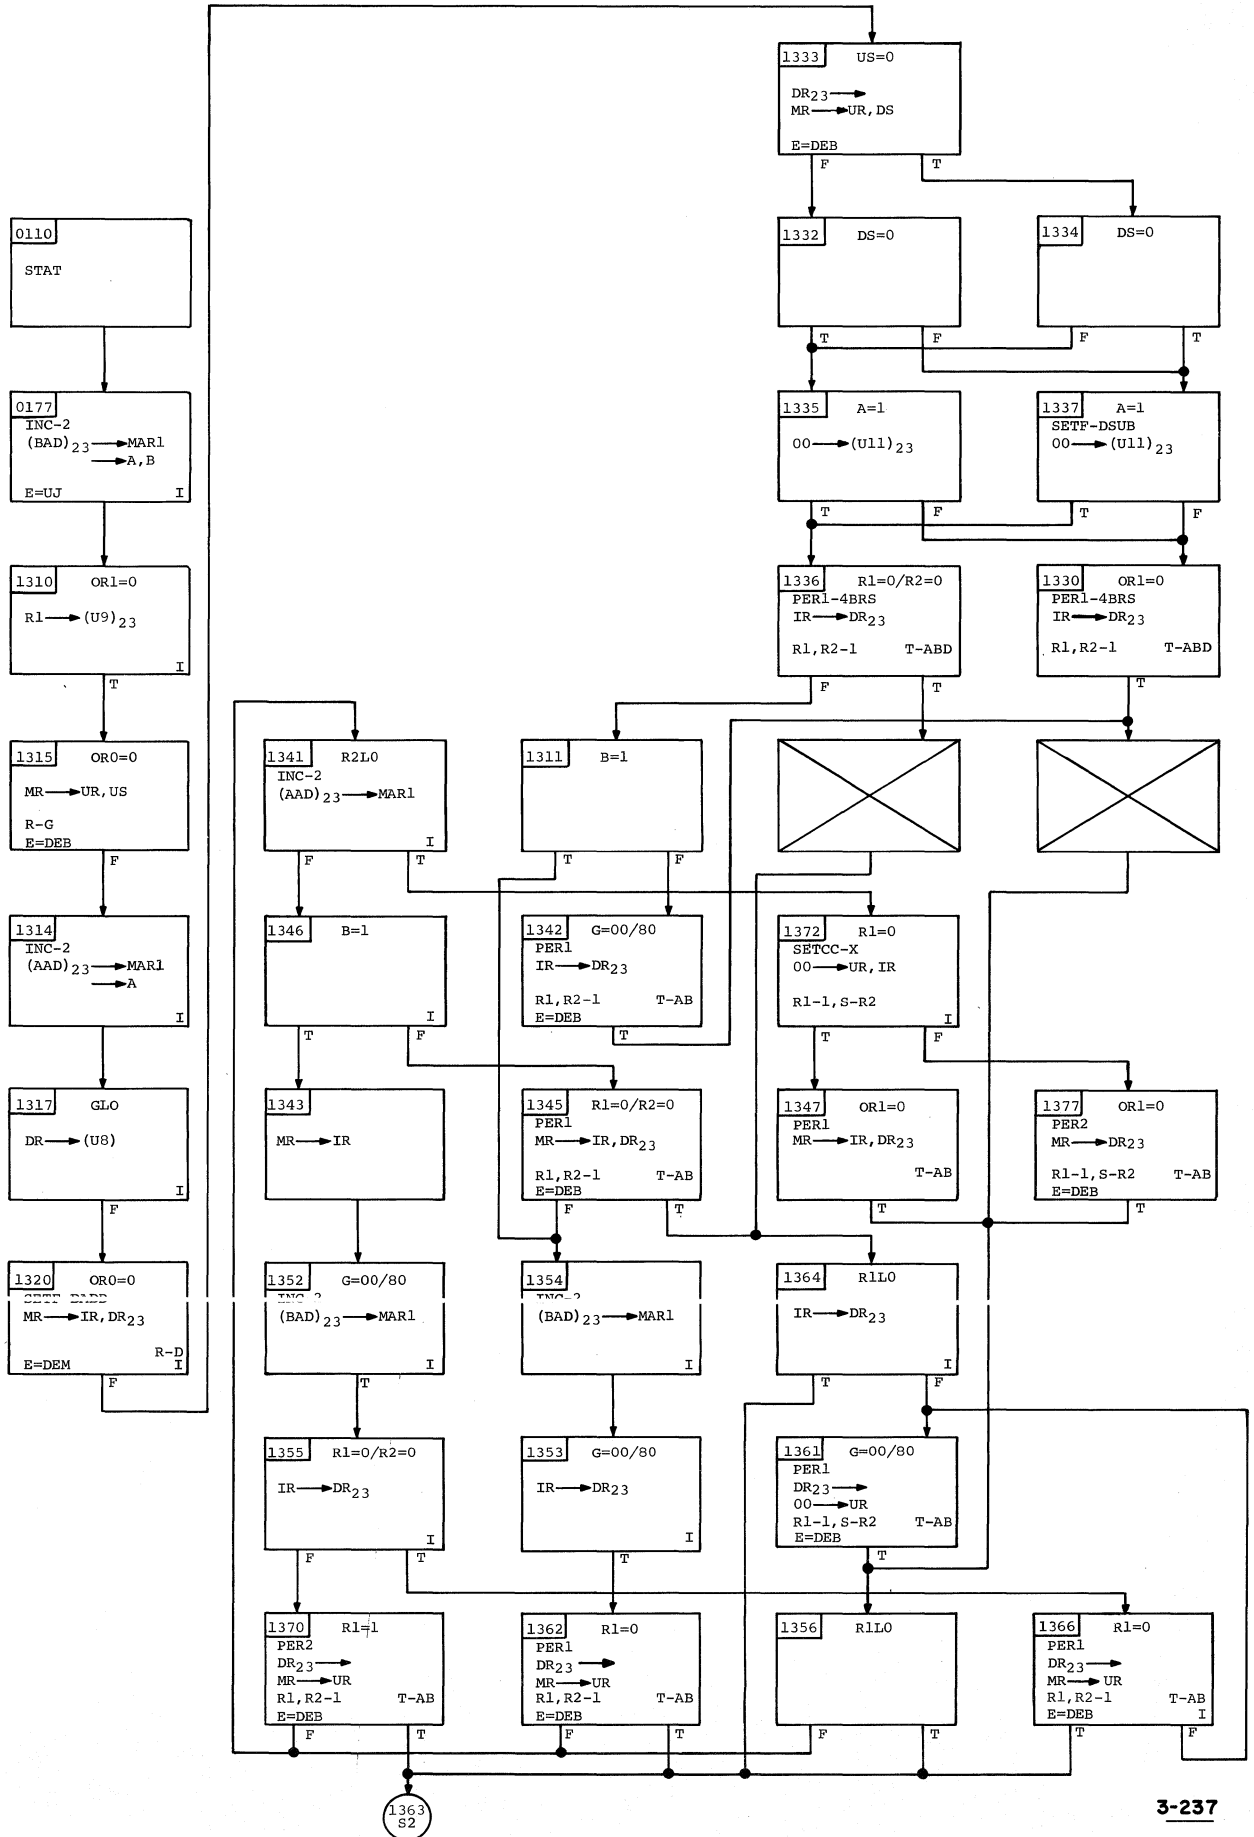 1333 US=0
DR23
MR UR,DS
E=DEB
F T
0110
STAT
1332 DS=0
T F
1334 DS=0
F T
0177
INC-2
(BAD)23 MAR1
A,B
E=UJ I
1335 A=1
00 (U11)23
T F
1337 A=1
SETF-DSUB
00 (U11)23
T F
1310 OR1=0
R1 (U9)23
I
T
1336 R1=0/R2=0
PER1-4BRS
IR DR23
R1,R2-1 T-ABD
F T
1330 OR1=0
PER1-4BRS
IR DR23
R1,R2-1 T-ABD
T
1315 OR0=0
MR UR,US
R-G
E=DEB
F
1341 R2L0
INC-2
(AAD)23 MAR1
I
F T
1311 B=1
T F
1314
INC-2
(AAD)23 MAR1
A
I
1346 B=1
I
T F
1342 G=00/80
PER1
IR DR23
R1,R2-1 T-AB
E=DEB
T
1372 R1=0
SETCC-X
00 UR,IR
R1-1,S-R2
I
T F
1317 GLO
DR (U8)
I
F
1343
MR IR
1345 R1=0/R2=0
PER1
MR IR,DR23
R1,R2-1 T-AB
E=DEB
F T
1347 OR1=0
PER1
MR IR,DR23
T-AB
T
1377 OR1=0
PER2
MR DR23
R1-1,S-R2 T-AB
E=DEB
T
1320 OR0=0
SETF-DADD
MR IR,DR23
R-D
E=DEM I
F
1352 G=00/80
INC-2
(BAD)23 MAR1
I
T
1354
INC-2
(BAD)23 MAR1
I
1364 R1L0
IR DR23
I
T F
1355 R1=0/R2=0
IR DR23
I
F T
1353 G=00/80
IR DR23
I
T
1361 G=00/80
PER1
DR23
00 UR
R1-1,S-R2 T-AB
E=DEB
T
1370 R1=1
PER2
DR23
MR UR
R1,R2-1 T-AB
E=DEB
F T
1362 R1=0
PER1
DR23
MR UR
R1,R2-1 T-AB
E=DEB
F T
1356 R1L0
F T
1366 R1=0
PER1
DR23
MR UR
R1,R2-1 T-AB
E=DEB I
T F
1363
S2
3-237